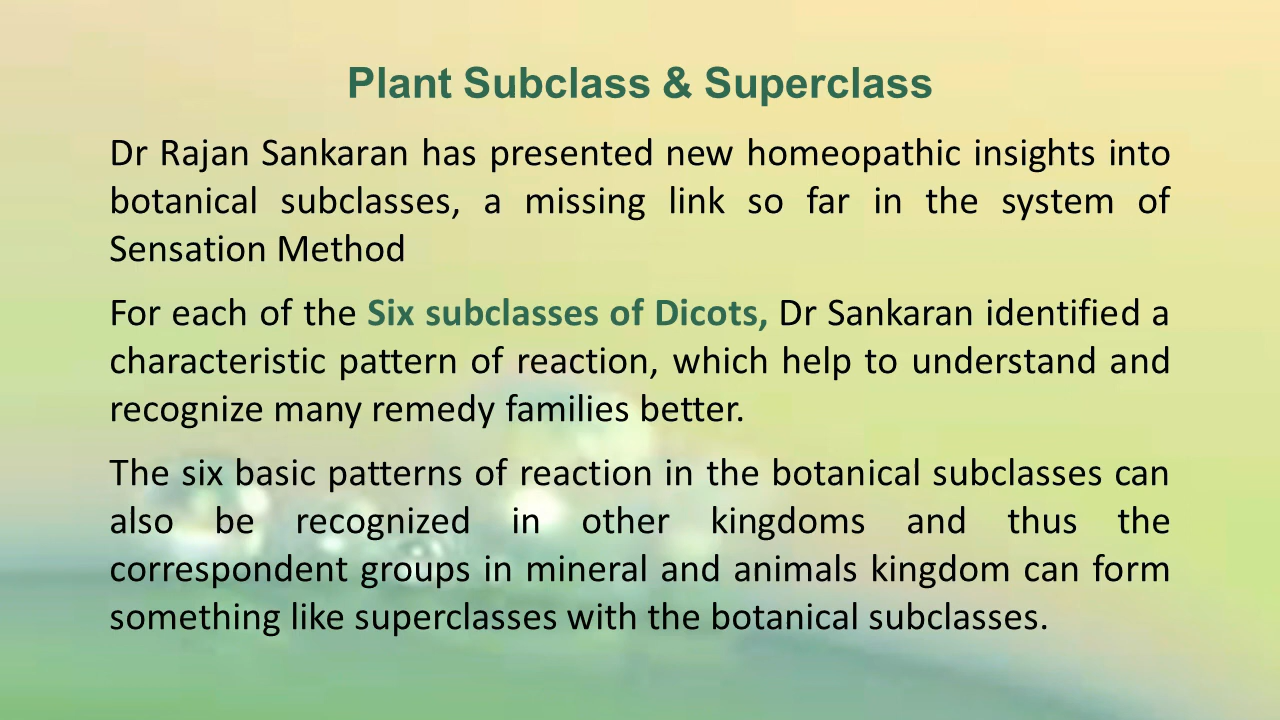 Plant Subclass & Superclass
Dr Rajan Sankaran has presented new homeopathic insights into
botanical subclasses, a missing link so far in the system of
Sensation Method
For each of the Six subclasses of Dicots, Dr Sankaran identified a
characteristic pattern of reaction, which help to understand and
recognize many remedy families better.
The six basic patterns of reaction in the botanical subclasses can
also be recognized in other kingdoms and thus the
correspondent groups in mineral and animals kingdom can form
something like superclasses with the botanical subclasses.